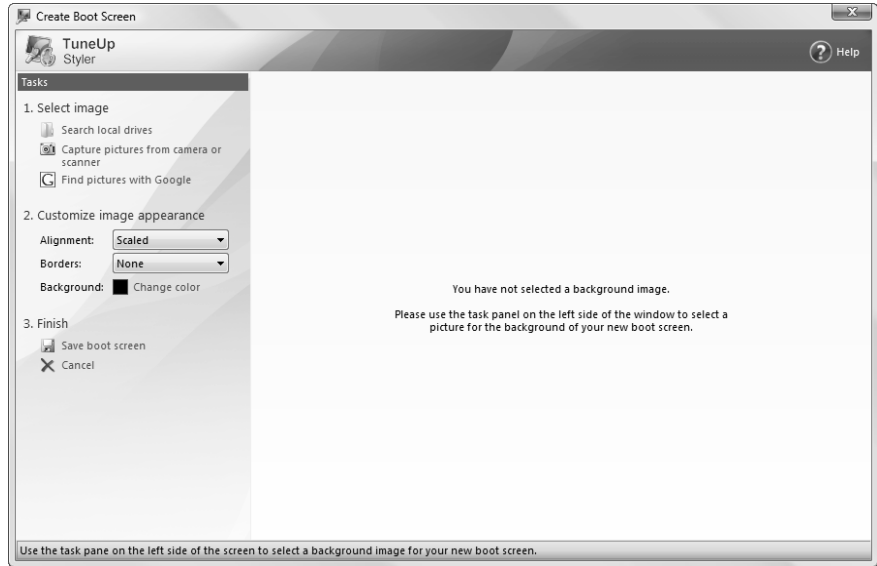 Create Boot Screen
TuneUp
Styler
Help
Tasks
1. Select image
Search local drives
Capture pictures from camera or
scanner
Find pictures with Google
2. Customize image appearance
Alignment: Scaled
Borders: None
Background: Change color
You have not selected a background image.
Please use the task panel on the left side of the window to select a
picture for the background of your new boot screen.
3. Finish
Save boot screen
Cancel
Use the task pane on the left side of the screen to select a background image for your new boot screen.